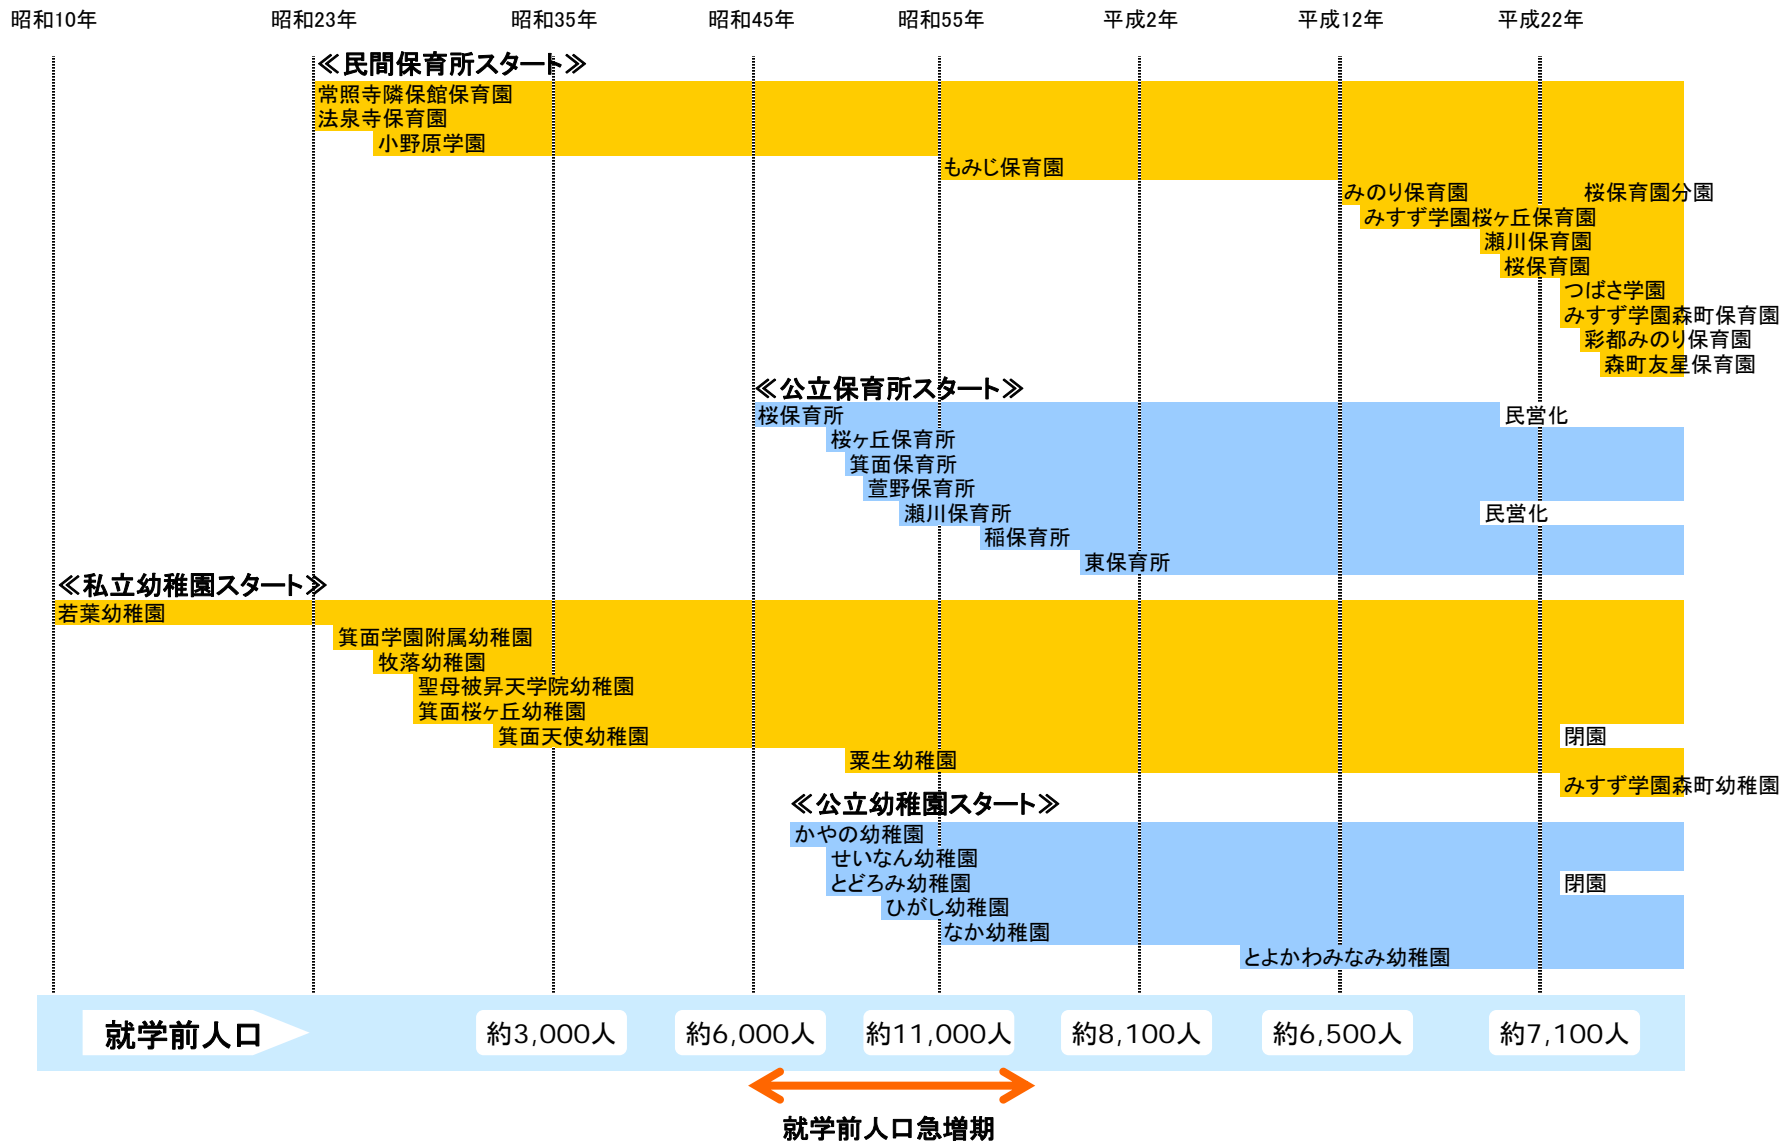 昭和10年 昭和23年 昭和35年 昭和45年 昭和55年 平成2年 平成12年 平成22年
≪民間保育所スタート≫
常照寺隣保館保育園
法泉寺保育園
小野原学園
もみじ保育園
みのり保育園 桜保育園分園
みすず学園桜ヶ丘保育園
瀬川保育園
桜保育園
つばさ学園
みすず学園森町保育園
彩都みのり保育園
森町友星保育園
≪公立保育所スタート≫
桜保育所 民営化
桜ヶ丘保育所
箕面保育所
萱野保育所
瀬川保育所 民営化
稲保育所
東保育所
≪私立幼稚園スタート≫
若葉幼稚園
箕面学園附属幼稚園
牧落幼稚園
聖母被昇天学院幼稚園
箕面桜ヶ丘幼稚園
箕面天使幼稚園 閉園
粟生幼稚園
みすず学園森町幼稚園
≪公立幼稚園スタート≫
かやの幼稚園
せいなん幼稚園
とどろみ幼稚園 閉園
ひがし幼稚園
なか幼稚園
とよかわみなみ幼稚園
就学前人口 約3,000人 約6,000人 約11,000人 約8,100人 約6,500人 約7,100人
就学前人口急増期